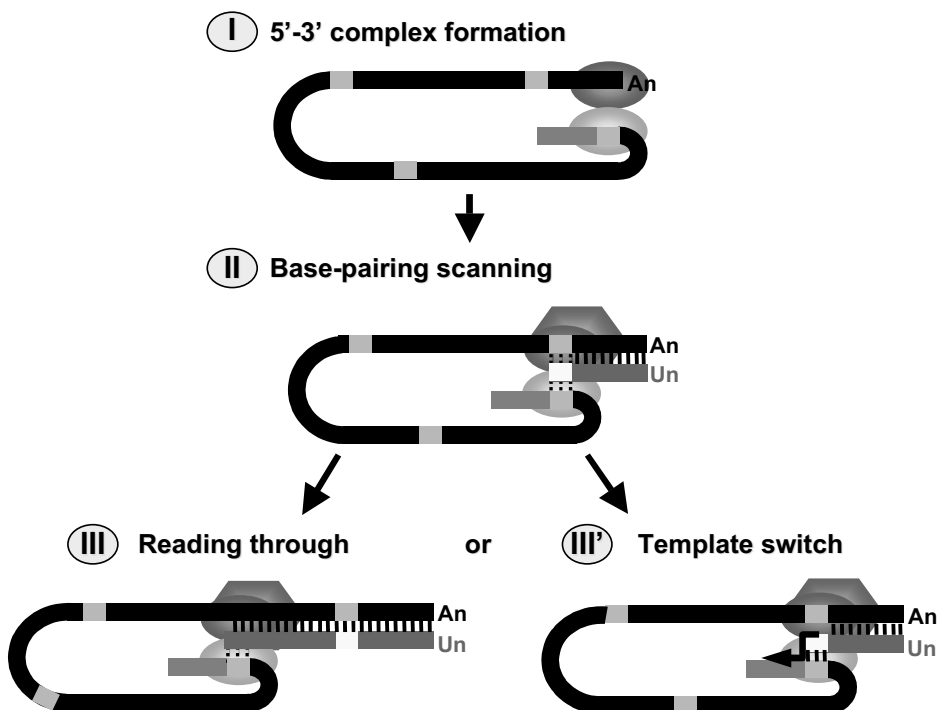 I 5’-3’ complex formation
An
II Base-pairing scanning
An
Un
III Reading through or III’ Template switch
An An
Un Un